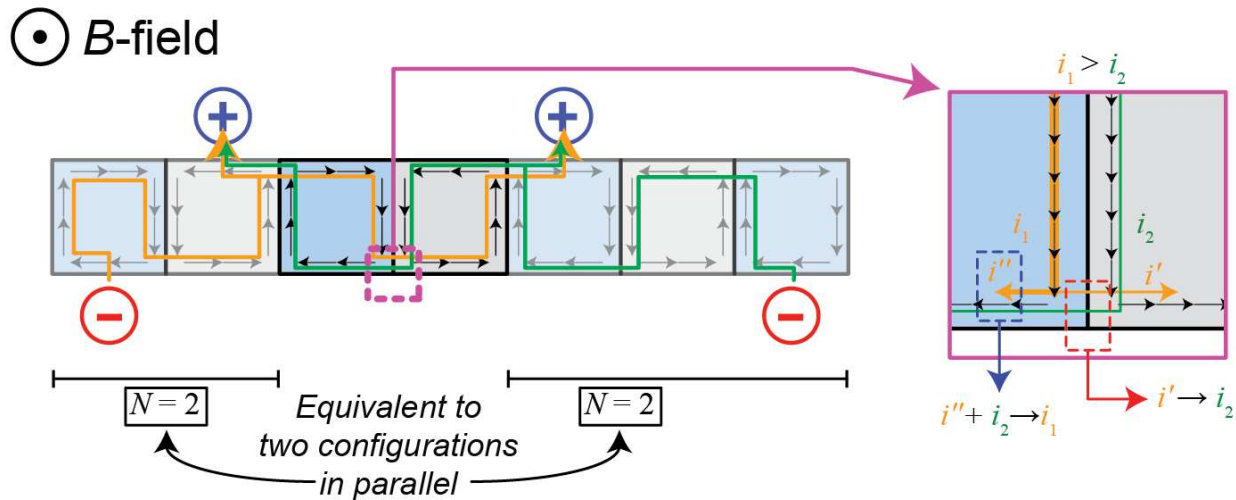 B-field
+
+
−
−
N = 2
N = 2
Equivalent to
two configurations
in parallel
i₁ > i₂
i₁
i₂
i''
i'
i'' + i₂ → i₁
i' → i₂